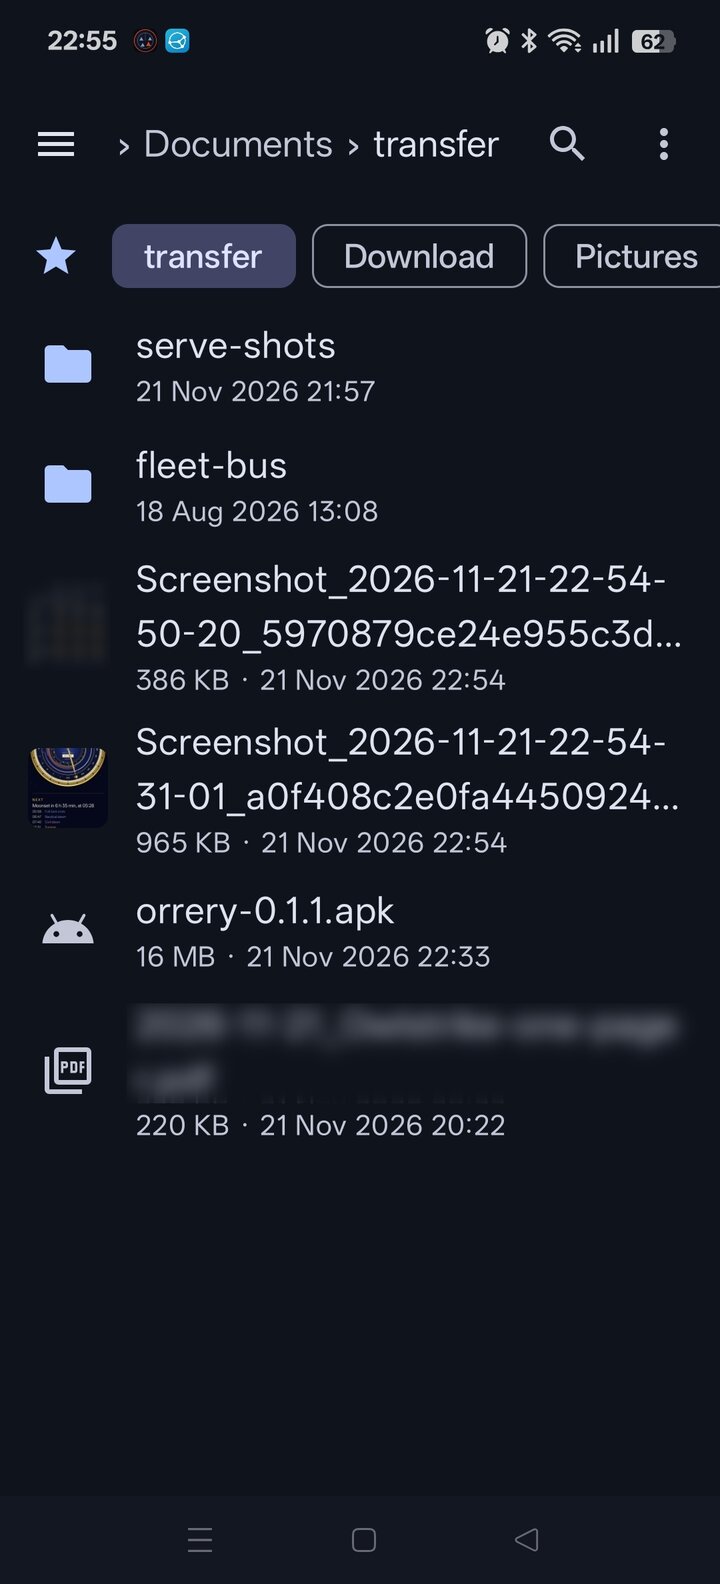 22:55
62
› Documents › transfer
transfer
Download
Pictures
serve-shots
21 Nov 2026 21:57
fleet-bus
18 Aug 2026 13:08
Screenshot_2026-11-21-22-54-
50-20_5970879ce24e955c3d...
386 KB · 21 Nov 2026 22:54
Screenshot_2026-11-21-22-54-
31-01_a0f408c2e0fa4450924...
965 KB · 21 Nov 2026 22:54
orrery-0.1.1.apk
16 MB · 21 Nov 2026 22:33
PDF
220 KB · 21 Nov 2026 20:22